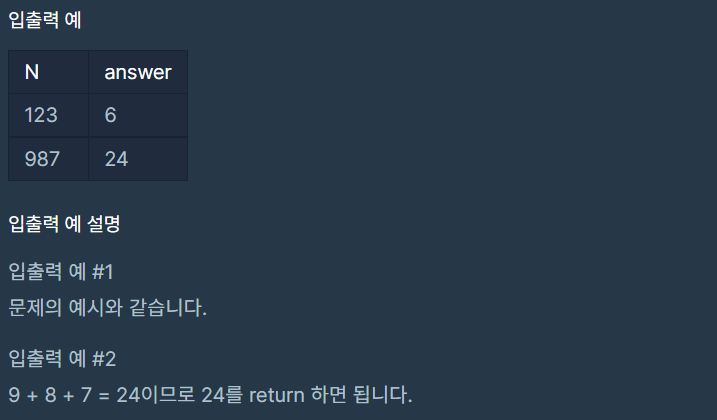 입출력 예
N answer
123 6
987 24
입출력 예 설명
입출력 예 #1
문제의 예시와 같습니다.
입출력 예 #2
9 + 8 + 7 = 24이므로 24를 return 하면 됩니다.